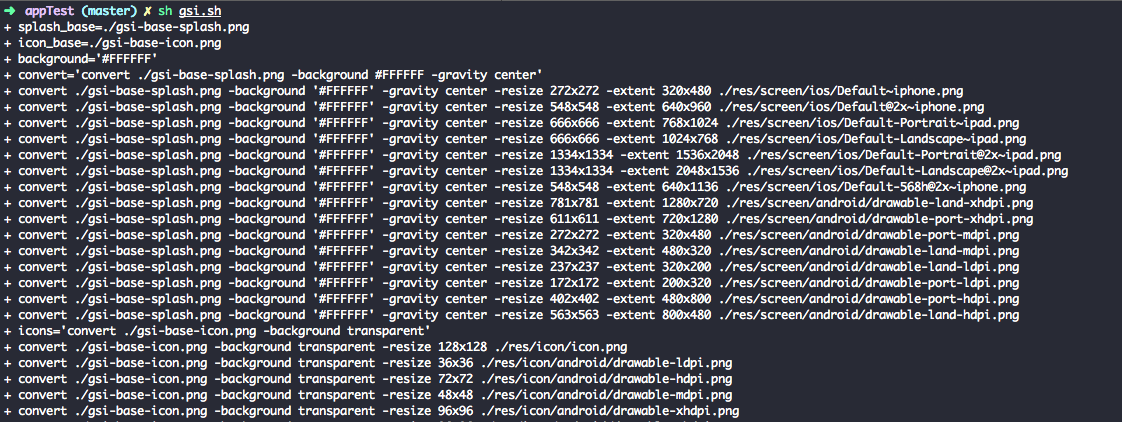 ➜ appTest (master) ✗ sh gsi.sh
+ splash_base=./gsi-base-splash.png
+ icon_base=./gsi-base-icon.png
+ background='#FFFFFF'
+ convert='convert ./gsi-base-splash.png -background #FFFFFF -gravity center'
+ convert ./gsi-base-splash.png -background '#FFFFFF' -gravity center -resize 272x272 -extent 320x480 ./res/screen/ios/Default~iphone.png
+ convert ./gsi-base-splash.png -background '#FFFFFF' -gravity center -resize 548x548 -extent 640x960 ./res/screen/ios/Default@2x~iphone.png
+ convert ./gsi-base-splash.png -background '#FFFFFF' -gravity center -resize 666x666 -extent 768x1024 ./res/screen/ios/Default-Portrait~ipad.png
+ convert ./gsi-base-splash.png -background '#FFFFFF' -gravity center -resize 666x666 -extent 1024x768 ./res/screen/ios/Default-Landscape~ipad.png
+ convert ./gsi-base-splash.png -background '#FFFFFF' -gravity center -resize 1334x1334 -extent 1536x2048 ./res/screen/ios/Default-Portrait@2x~ipad.png
+ convert ./gsi-base-splash.png -background '#FFFFFF' -gravity center -resize 1334x1334 -extent 2048x1536 ./res/screen/ios/Default-Landscape@2x~ipad.png
+ convert ./gsi-base-splash.png -background '#FFFFFF' -gravity center -resize 548x548 -extent 640x1136 ./res/screen/ios/Default-568h@2x~iphone.png
+ convert ./gsi-base-splash.png -background '#FFFFFF' -gravity center -resize 781x781 -extent 1280x720 ./res/screen/android/drawable-land-xhdpi.png
+ convert ./gsi-base-splash.png -background '#FFFFFF' -gravity center -resize 611x611 -extent 720x1280 ./res/screen/android/drawable-port-xhdpi.png
+ convert ./gsi-base-splash.png -background '#FFFFFF' -gravity center -resize 272x272 -extent 320x480 ./res/screen/android/drawable-port-mdpi.png
+ convert ./gsi-base-splash.png -background '#FFFFFF' -gravity center -resize 342x342 -extent 480x320 ./res/screen/android/drawable-land-mdpi.png
+ convert ./gsi-base-splash.png -background '#FFFFFF' -gravity center -resize 237x237 -extent 320x200 ./res/screen/android/drawable-land-ldpi.png
+ convert ./gsi-base-splash.png -background '#FFFFFF' -gravity center -resize 172x172 -extent 200x320 ./res/screen/android/drawable-port-ldpi.png
+ convert ./gsi-base-splash.png -background '#FFFFFF' -gravity center -resize 402x402 -extent 480x800 ./res/screen/android/drawable-port-hdpi.png
+ convert ./gsi-base-splash.png -background '#FFFFFF' -gravity center -resize 563x563 -extent 800x480 ./res/screen/android/drawable-land-hdpi.png
+ icons='convert ./gsi-base-icon.png -background transparent'
+ convert ./gsi-base-icon.png -background transparent -resize 128x128 ./res/icon/icon.png
+ convert ./gsi-base-icon.png -background transparent -resize 36x36 ./res/icon/android/drawable-ldpi.png
+ convert ./gsi-base-icon.png -background transparent -resize 72x72 ./res/icon/android/drawable-hdpi.png
+ convert ./gsi-base-icon.png -background transparent -resize 48x48 ./res/icon/android/drawable-mdpi.png
+ convert ./gsi-base-icon.png -background transparent -resize 96x96 ./res/icon/android/drawable-xhdpi.png